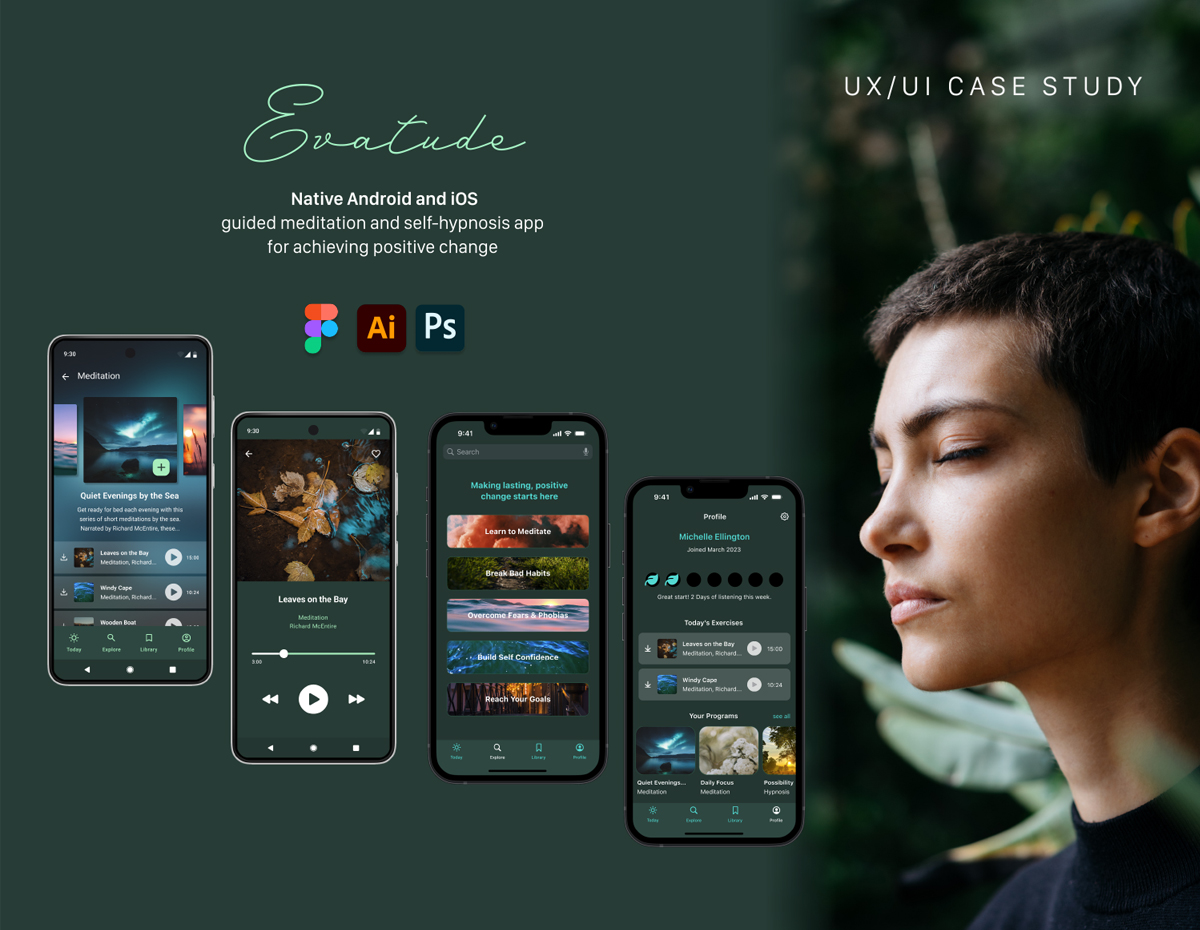 UX/UI CASE STUDY
Evatude
Native Android and iOS
guided meditation and self-hypnosis app
for achieving positive change
Ai
Ps
9:30
Meditation
Quiet Evenings by the Sea
Get ready for bed each evening with this
series of short meditations by the sea.
Narrated by Richard McEntire, these...
Leaves on the Bay
Meditation, Richard...
15:00
Windy Cape
Meditation, Richard...
10:24
Wooden Boat
Today
Explore
Library
Profile
9:30
Leaves on the Bay
Meditation
Richard McEntire
3:00
10:24
9:41
Search
Making lasting, positive
change starts here
Learn to Meditate
Break Bad Habits
Overcome Fears & Phobias
Build Self Confidence
Reach Your Goals
Today
Explore
Library
Profile
9:41
Profile
Michelle Ellington
Joined March 2023
Great start! 2 Days of listening this week.
Today's Exercises
Leaves on the Bay
Meditation, Richard...
15:00
Windy Cape
Meditation, Richard...
10:24
Your Programs
see all
Quiet Evenings...
Meditation
Daily Focus
Meditation
Possibility
Hypnosis
Today
Explore
Library
Profile